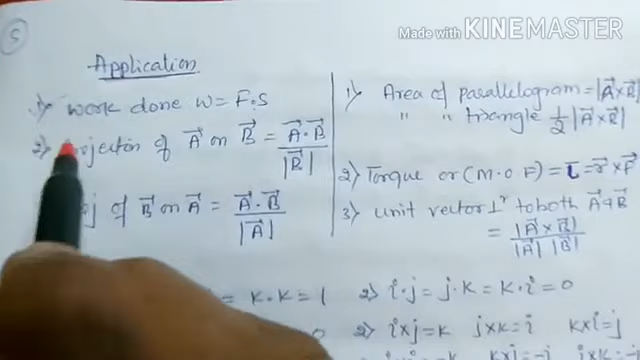 Made with KINEMASTER
5
Application
1) work done W = F.S
2) Projection of A⃗ on B⃗ = A⃗·B⃗ / |B⃗|
of B⃗ on A⃗ = A⃗·B⃗ / |A⃗|
= K·K = 1
1) Area of parallelogram = |A⃗×B⃗|
" " triangle ½|A⃗×B⃗|
2) Torque or (M.O F) = τ = r⃗×F⃗
3) unit vector ⊥r to both A⃗ & B⃗
= |A⃗×B⃗| / |A⃗| |B⃗|
2) i·j = j·K = K·i = 0
2) i×j = K j×K = i K×i = j